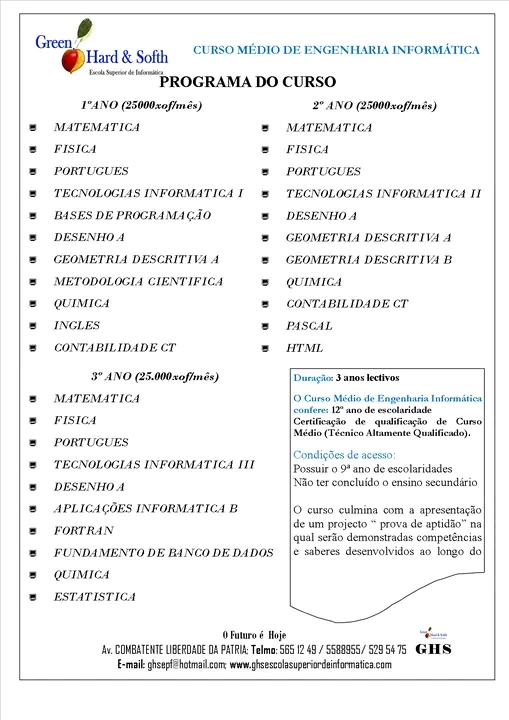 Green
Hard & Softh
Escola Superior de Informática
CURSO MÉDIO DE ENGENHARIA INFORMÁTICA
PROGRAMA DO CURSO
1ºANO (25000xof/mês)
MATEMATICA
FISICA
PORTUGUES
TECNOLOGIAS INFORMATICA I
BASES DE PROGRAMAÇÃO
DESENHO A
GEOMETRIA DESCRITIVA A
METODOLOGIA CIENTIFICA
QUIMICA
INGLES
CONTABILIDADE CT
2º ANO (25000xof/mês)
MATEMATICA
FISICA
PORTUGUES
TECNOLOGIAS INFORMATICA II
DESENHO A
GEOMETRIA DESCRITIVA A
GEOMETRIA DESCRITIVA B
QUIMICA
CONTABILIDADE CT
PASCAL
HTML
3º ANO (25.000xof/mês)
MATEMATICA
FISICA
PORTUGUES
TECNOLOGIAS INFORMATICA III
DESENHO A
APLICAÇÕES INFORMATICA B
FORTRAN
FUNDAMENTO DE BANCO DE DADOS
QUIMICA
ESTATISTICA
Duração: 3 anos lectivos
O Curso Médio de Engenharia Informática
confere: 12º ano de escolaridade
Certificação de qualificação de Curso
Médio (Técnico Altamente Qualificado).
Condições de acesso:
Possuir o 9ª ano de escolaridades
Não ter concluído o ensino secundário
O curso culmina com a apresentação
de um projecto “ prova de aptidão” na
qual serão demonstradas competências
e saberes desenvolvidos ao longo do
O Futuro é Hoje
Av. COMBATENTE LIBERDADE DA PATRIA; Telmo: 565 12 49 / 5588955/ 529 54 75
GHS
E-mail: ghsepf@hotmail.com; www.ghsescolasuperiordeinformatica.com